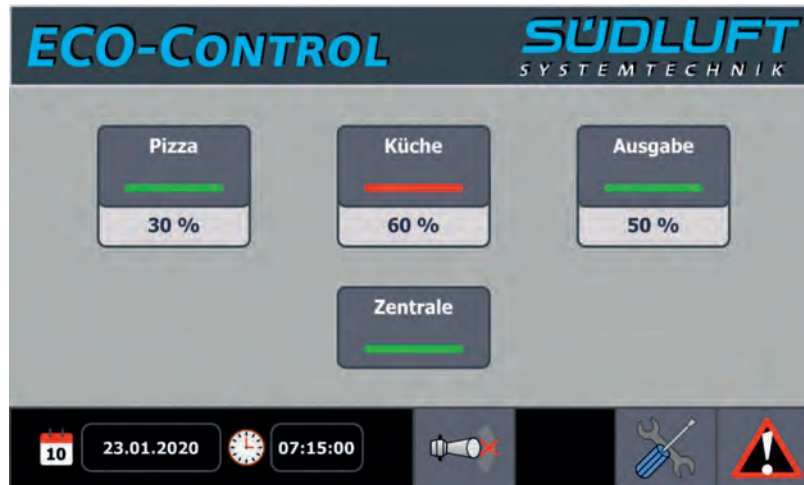 ECO-CONTROL
SÜDLUFT
SYSTEMTECHNIK
Pizza
30 %
Küche
60 %
Ausgabe
50 %
Zentrale
10
23.01.2020
07:15:00